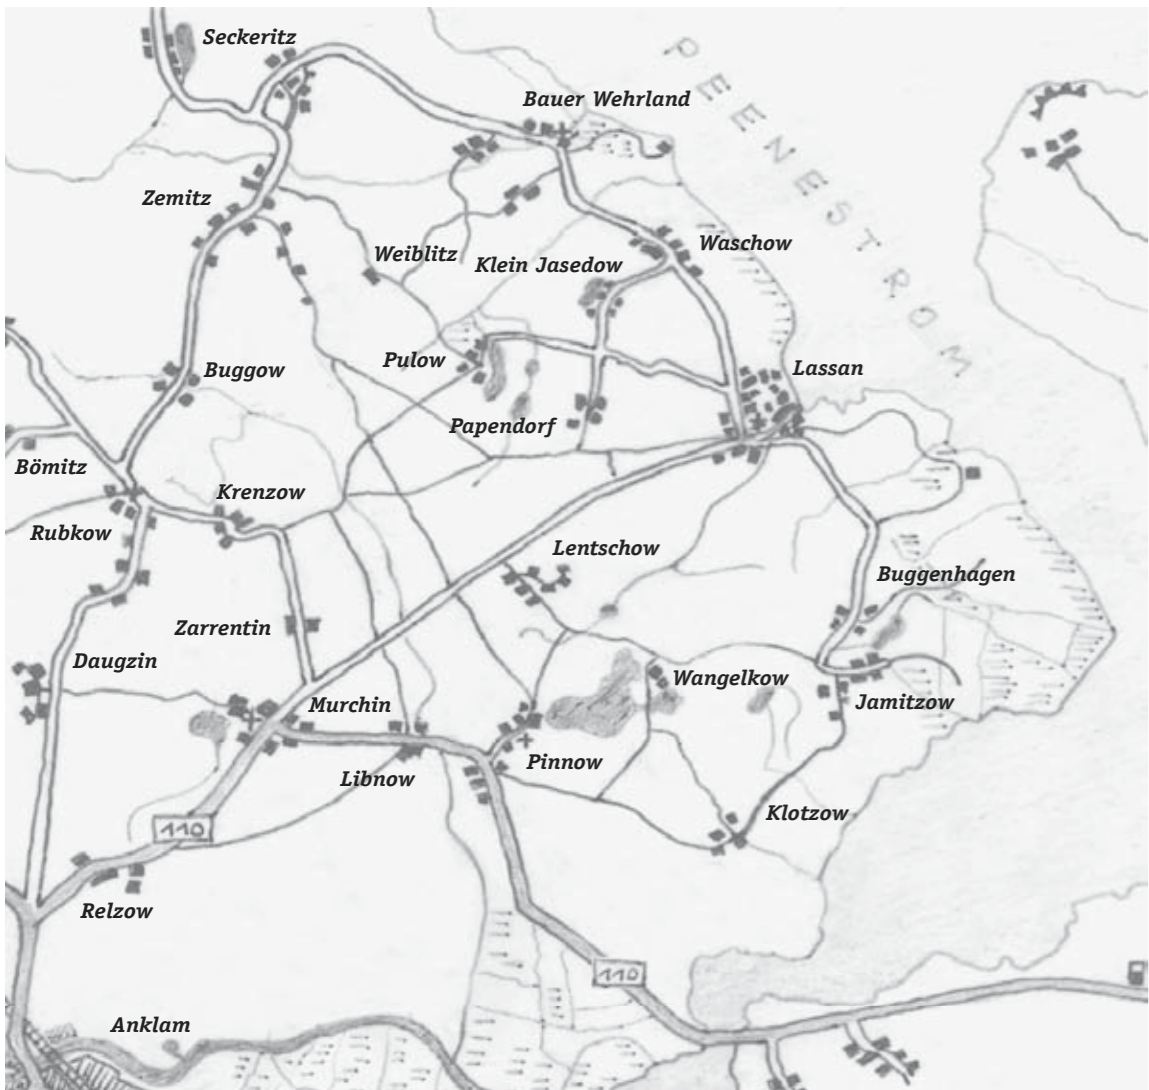 Seckeritz
PEENESTROM
Bauer Wehrland
Zemitz
Weiblitz
Klein Jasedow
Waschow
Buggow
Pulow
Lassan
Papendorf
Bömitz
Krenzow
Rubkow
Lentschow
Buggenhagen
Zarrentin
Daugzin
Wangelkow
Murchin
Jamitzow
Libnow
Pinnow
Klotzow
110
Relzow
110
Anklam